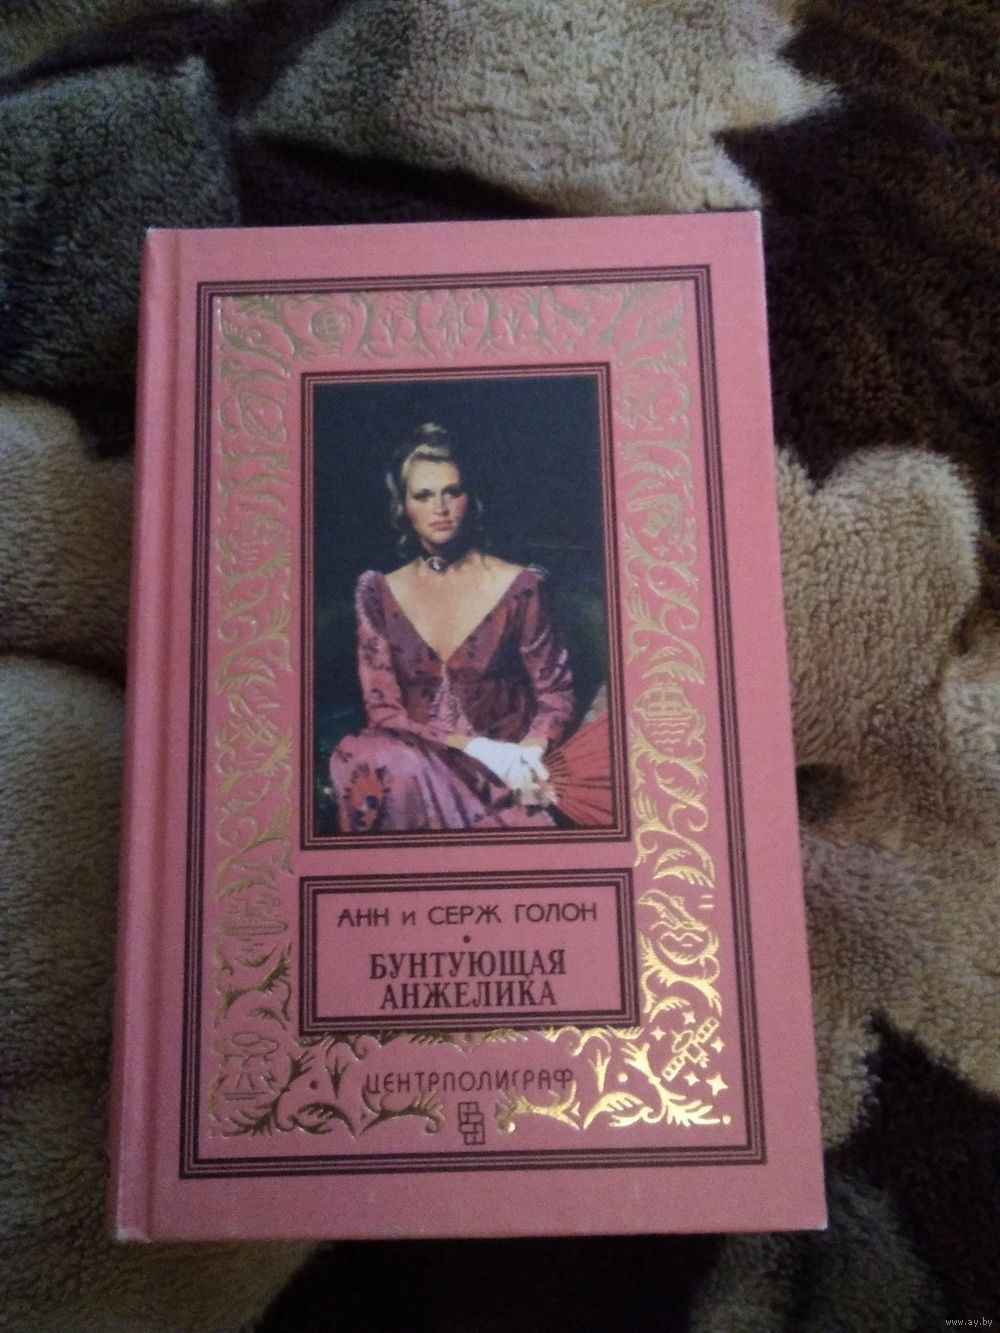 АНН и СЕРЖ ГОЛОН
БУНТУЮЩАЯ
АНЖЕЛИКА
ЦЕНТРПОЛИГРАФ
www.ay.by